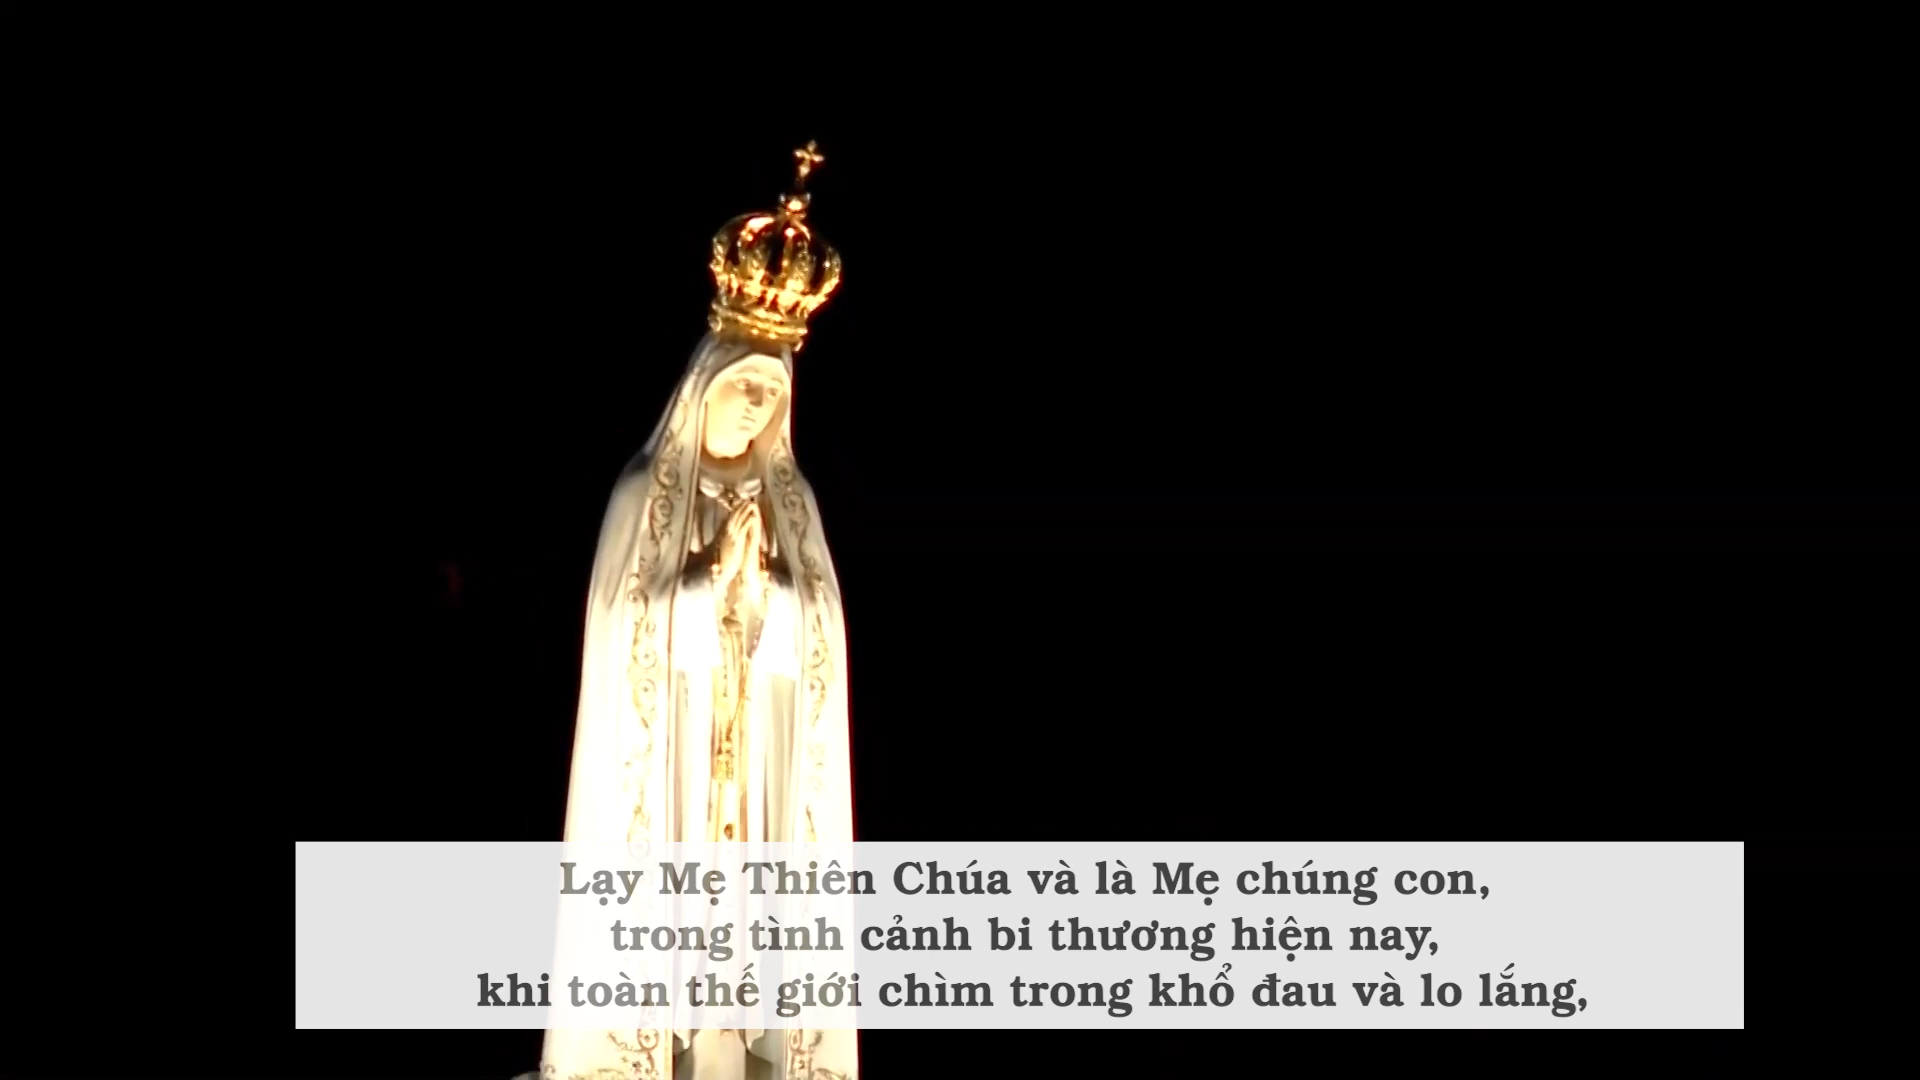 Lạy Mẹ Thiên Chúa và là Mẹ chúng con,
trong tình cảnh bi thương hiện nay,
khi toàn thế giới chìm trong khổ đau và lo lắng,